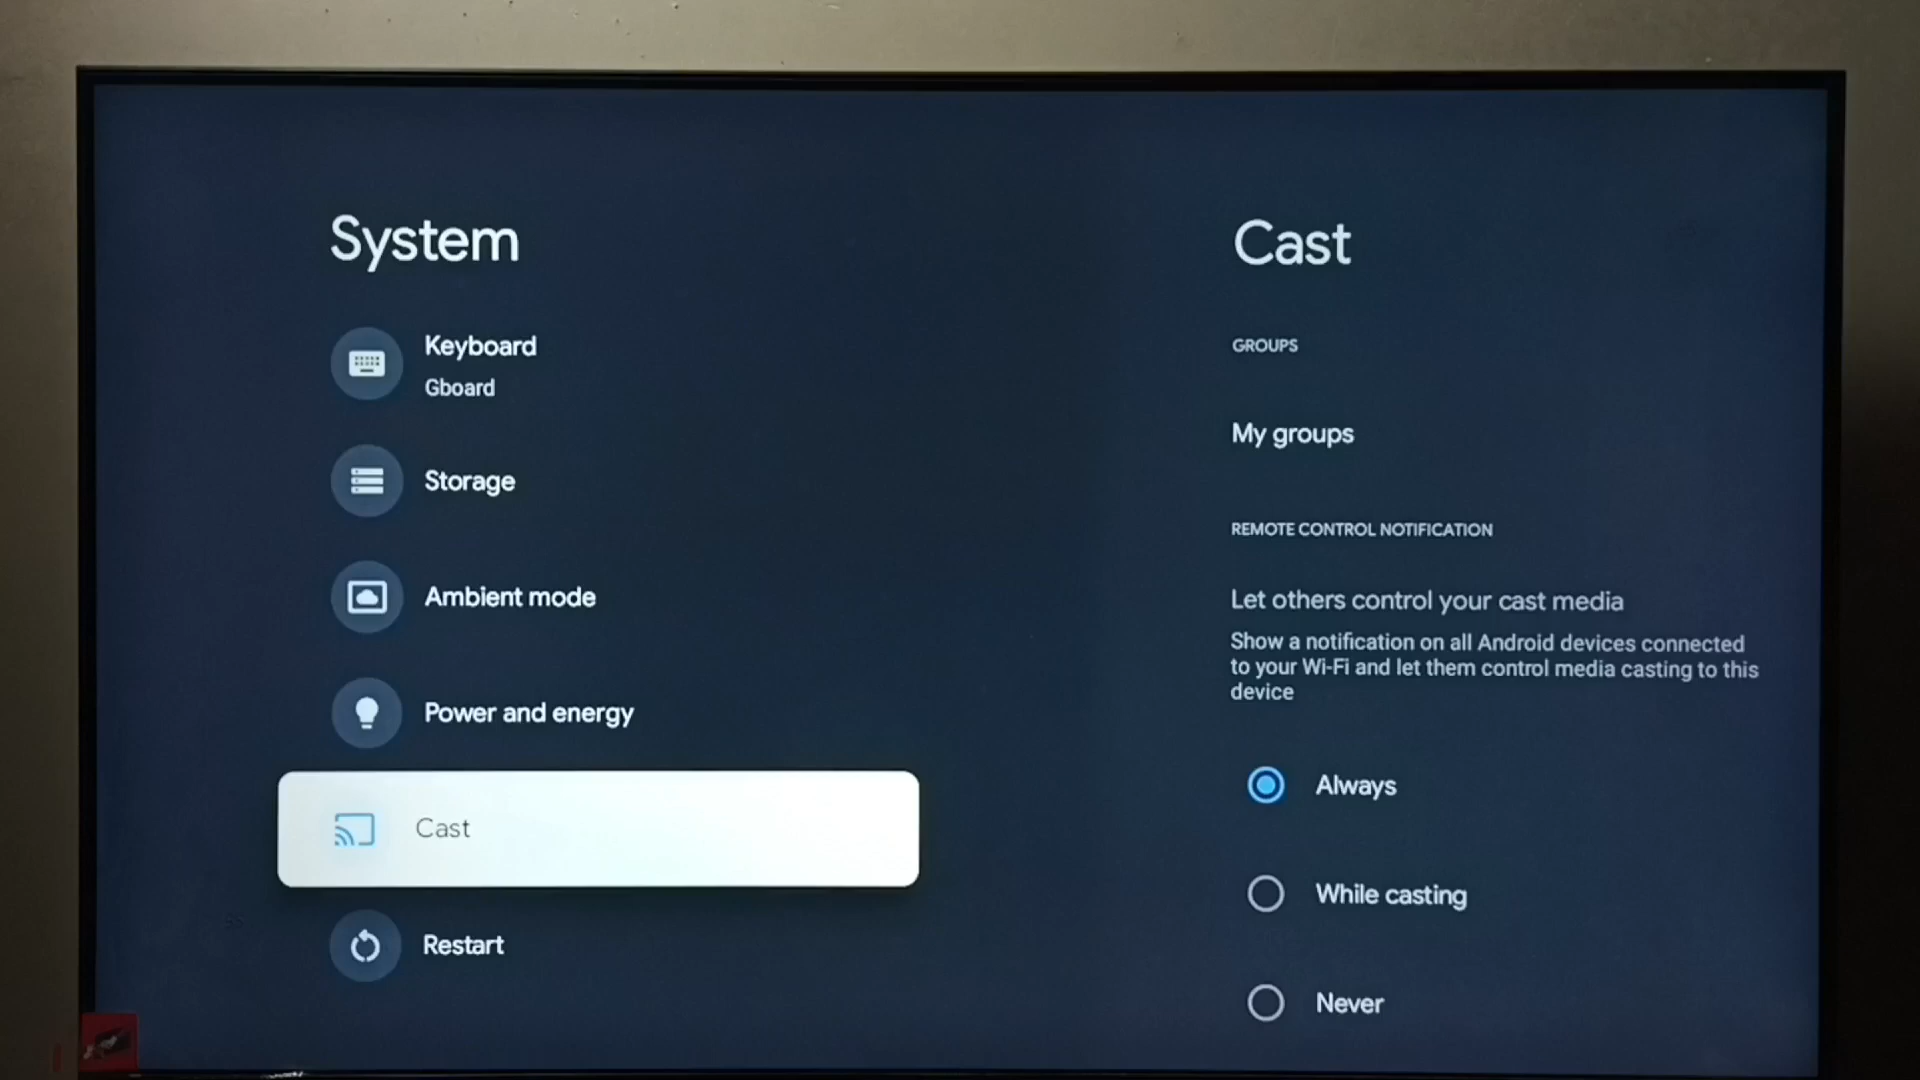 System
Keyboard
Gboard
Storage
Ambient mode
Power and energy
Cast
Restart
Cast
GROUPS
My groups
REMOTE CONTROL NOTIFICATION
Let others control your cast media
Show a notification on all Android devices connected
to your Wi-Fi and let them control media casting to this
device
Always
While casting
Never